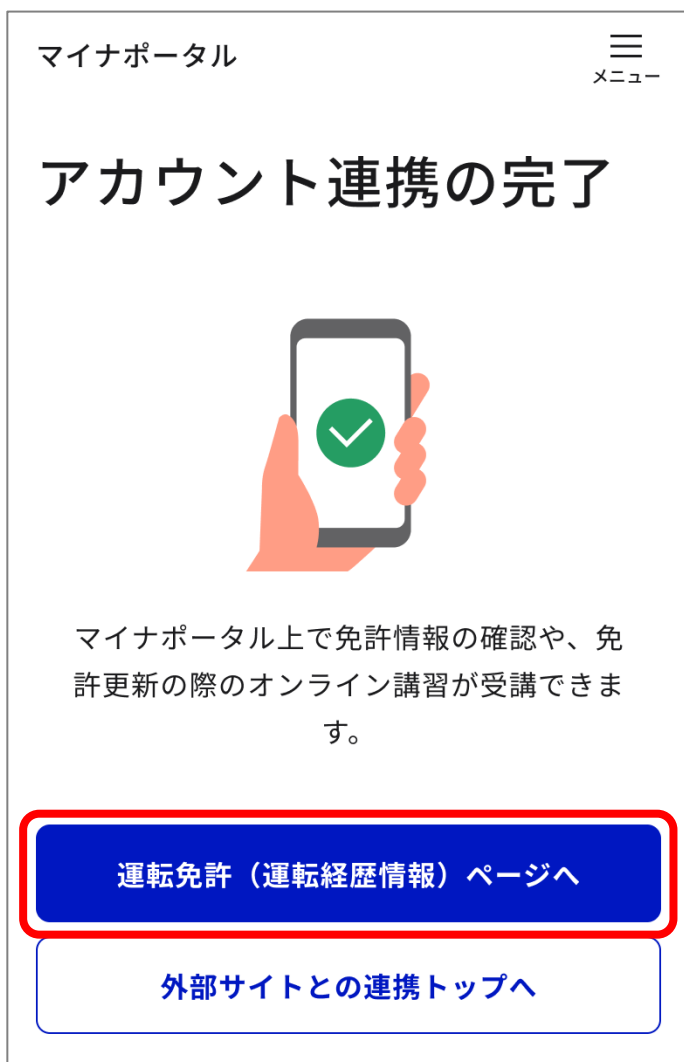 マイナポータル
メニュー
アカウント連携の完了
マイナポータル上で免許情報の確認や、免
許更新の際のオンライン講習が受講できま
す。
運転免許（運転経歴情報）ページへ
外部サイトとの連携トップへ